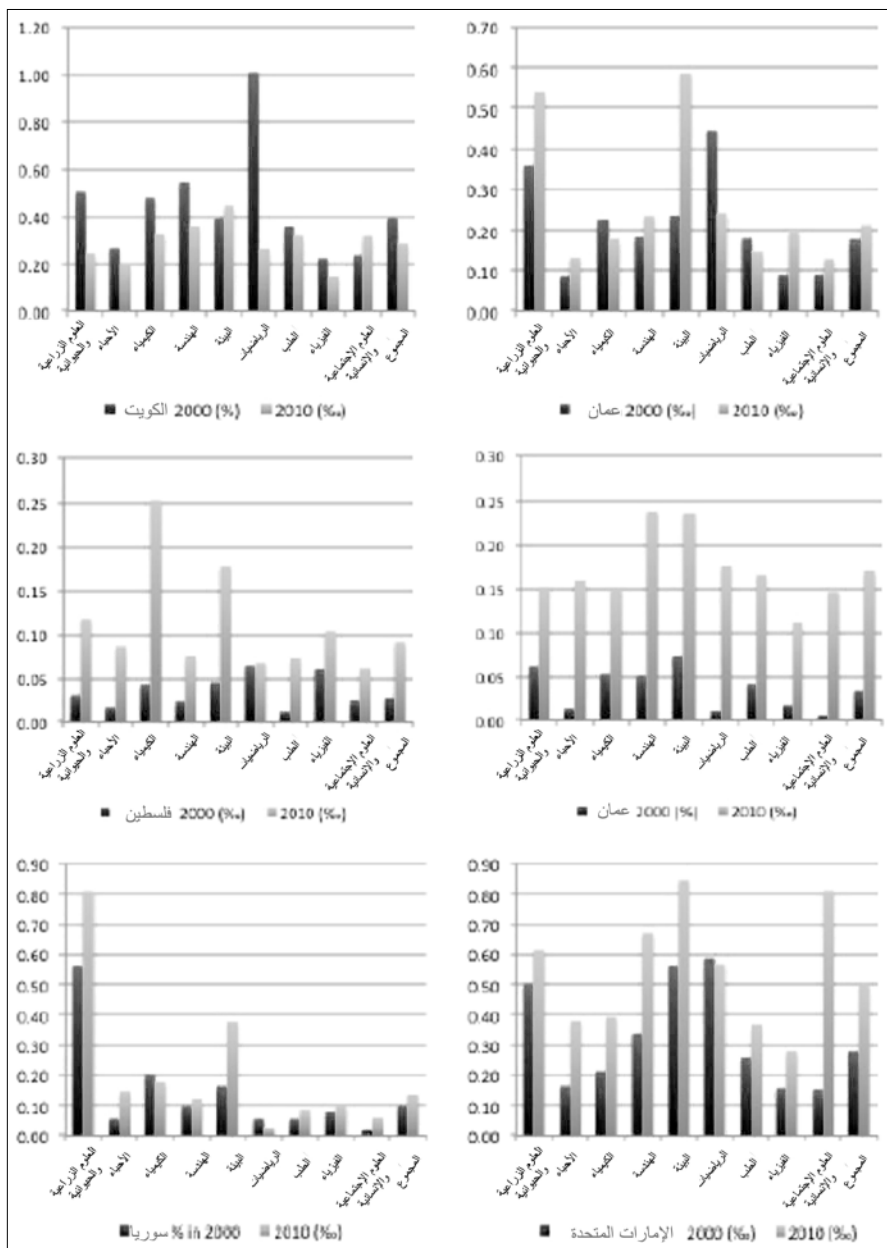 1.20
1.00
0.80
0.60
0.40
0.20
0.00
العلوم الزراعية والحيوانية
الأحياء
الكيمياء
الهندسة
البيئة
الرياضيات
الطب
الفيزياء
العلوم الإجتماعية والإنسانية
المجموع
الكويت 2000 (%) 2010 (‰)
0.70
0.60
0.50
0.40
0.30
0.20
0.10
0.00
العلوم الزراعية والحيوانية
الأحياء
الكيمياء
الهندسة
البيئة
الرياضيات
الطب
الفيزياء
العلوم الإجتماعية والإنسانية
المجموع
عمان 2000 (‰) 2010 (‰)
0.30
0.25
0.20
0.15
0.10
0.05
0.00
العلوم الزراعية والحيوانية
الأحياء
الكيمياء
الهندسة
البيئة
الرياضيات
الطب
الفيزياء
العلوم الإجتماعية والإنسانية
المجموع
فلسطين 2000 (‰) 2010 (‰)
0.30
0.25
0.20
0.15
0.10
0.05
0.00
العلوم الزراعية والحيوانية
الأحياء
الكيمياء
الهندسة
البيئة
الرياضيات
الطب
الفيزياء
العلوم الإجتماعية والإنسانية
المجموع
عمان 2000 (%) 2010 (‰)
0.90
0.80
0.70
0.60
0.50
0.40
0.30
0.20
0.10
0.00
العلوم الزراعية والحيوانية
الأحياء
الكيمياء
الهندسة
البيئة
الرياضيات
الطب
الفيزياء
العلوم الإجتماعية والإنسانية
المجموع
سوريا % in 2000 2010 (‰)
0.90
0.80
0.70
0.60
0.50
0.40
0.30
0.20
0.10
0.00
العلوم الزراعية والحيوانية
الأحياء
الكيمياء
الهندسة
البيئة
الرياضيات
الطب
الفيزياء
العلوم الإجتماعية والإنسانية
المجموع
الإمارات المتحدة 2000 (‰) 2010 (‰)